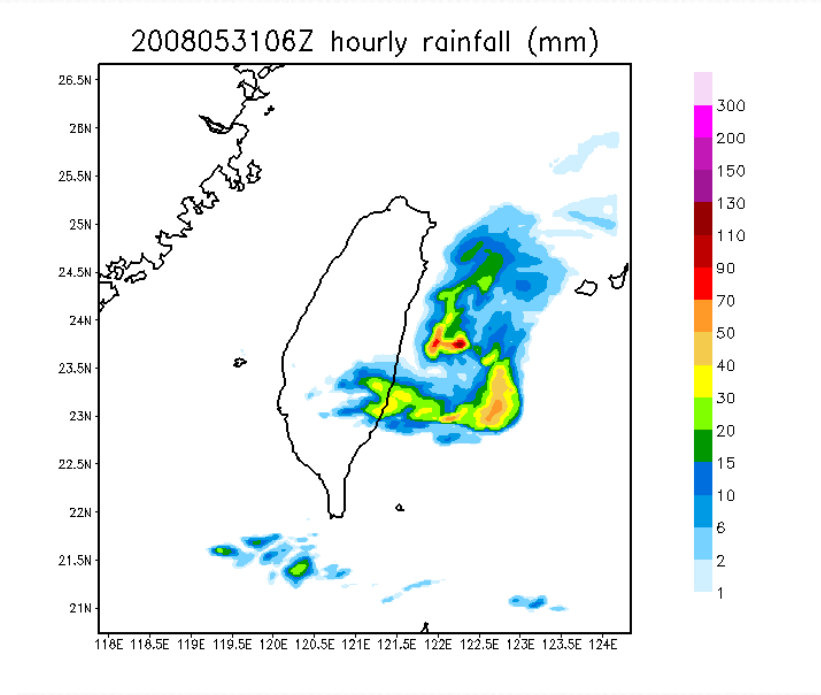 2008053106Z hourly rainfall (mm)
26.5N
26N
25.5N
25N
24.5N
24N
23.5N
23N
22.5N
22N
21.5N
21N
118E 118.5E 119E 119.5E 120E 120.5E 121E 121.5E 122E 122.5E 123E 123.5E 124E
300
200
150
130
110
90
70
50
40
30
20
15
10
6
2
1